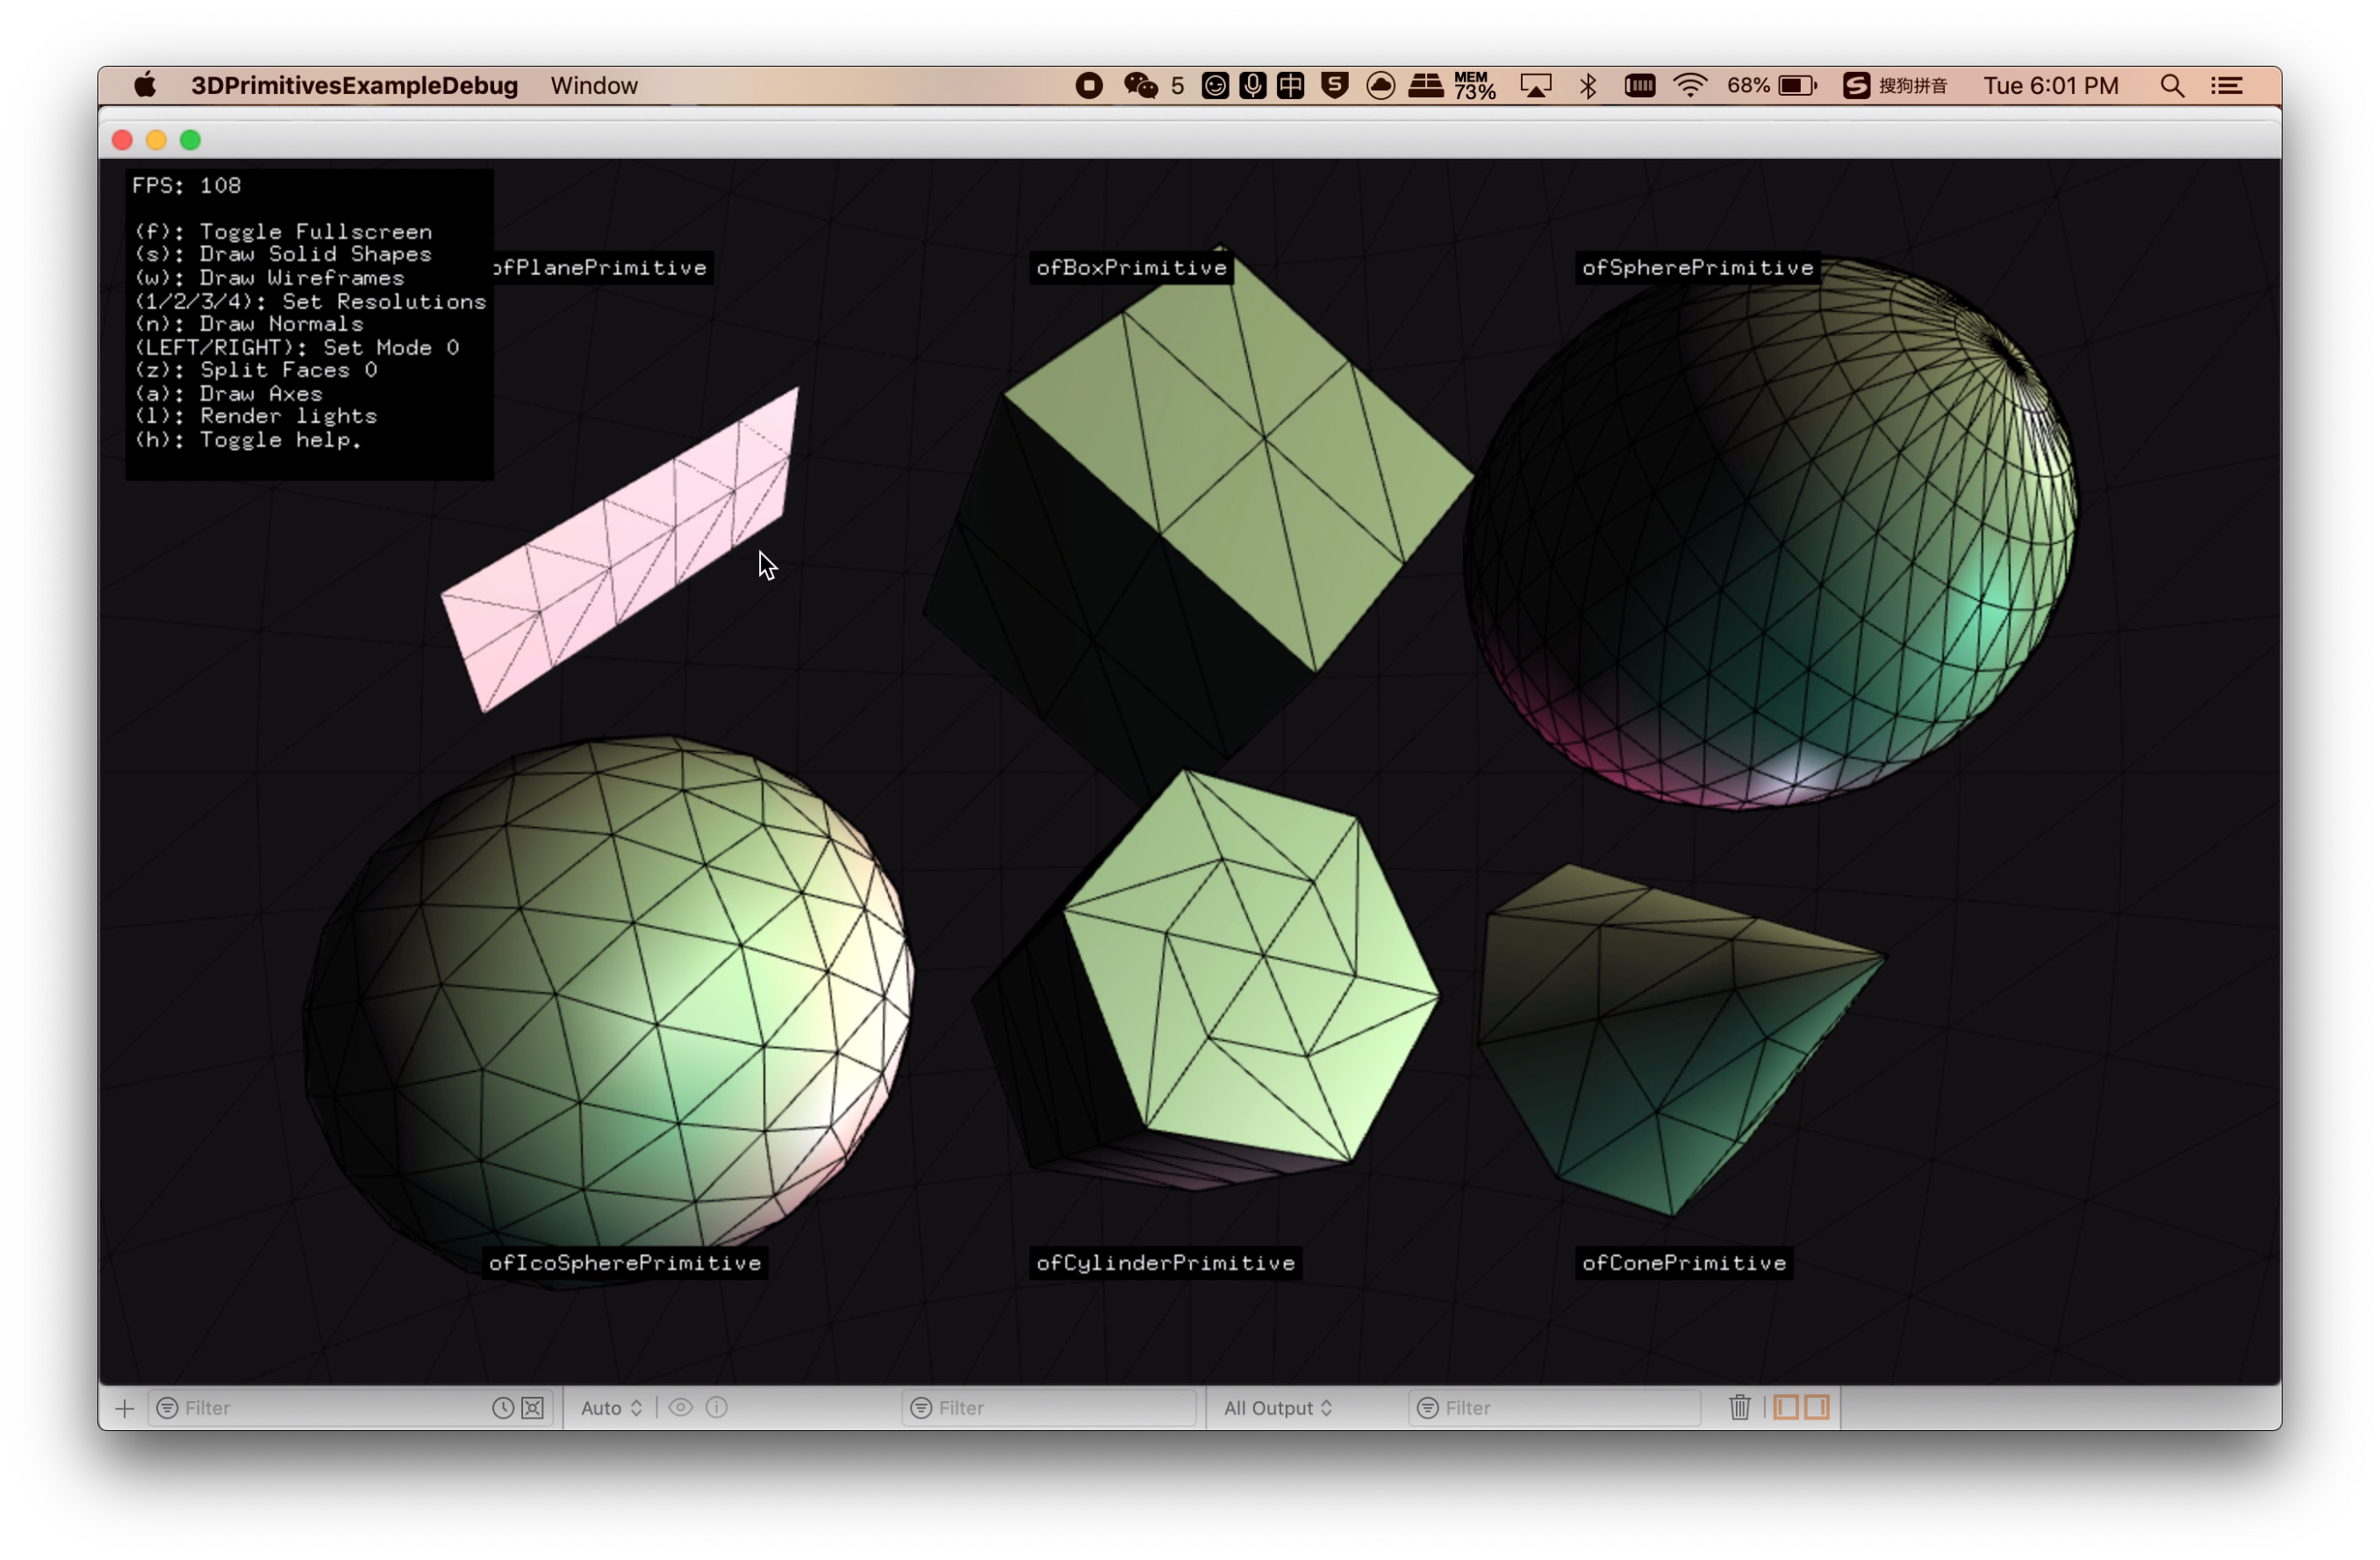 3DPrimitivesExampleDebug Window 5 中 S MEM 73% 68% S 搜狗拼音 Tue 6:01 PM
FPS: 108
(f): Toggle Fullscreen
(s): Draw Solid Shapes
(w): Draw Wireframes
(1/2/3/4): Set Resolutions
(n): Draw Normals
(LEFT/RIGHT): Set Mode 0
(z): Split Faces 0
(a): Draw Axes
(l): Render lights
(h): Toggle help.
ofPlanePrimitive
ofBoxPrimitive
ofSpherePrimitive
ofIcoSpherePrimitive
ofCylinderPrimitive
ofConePrimitive
Filter Auto Filter All Output Filter